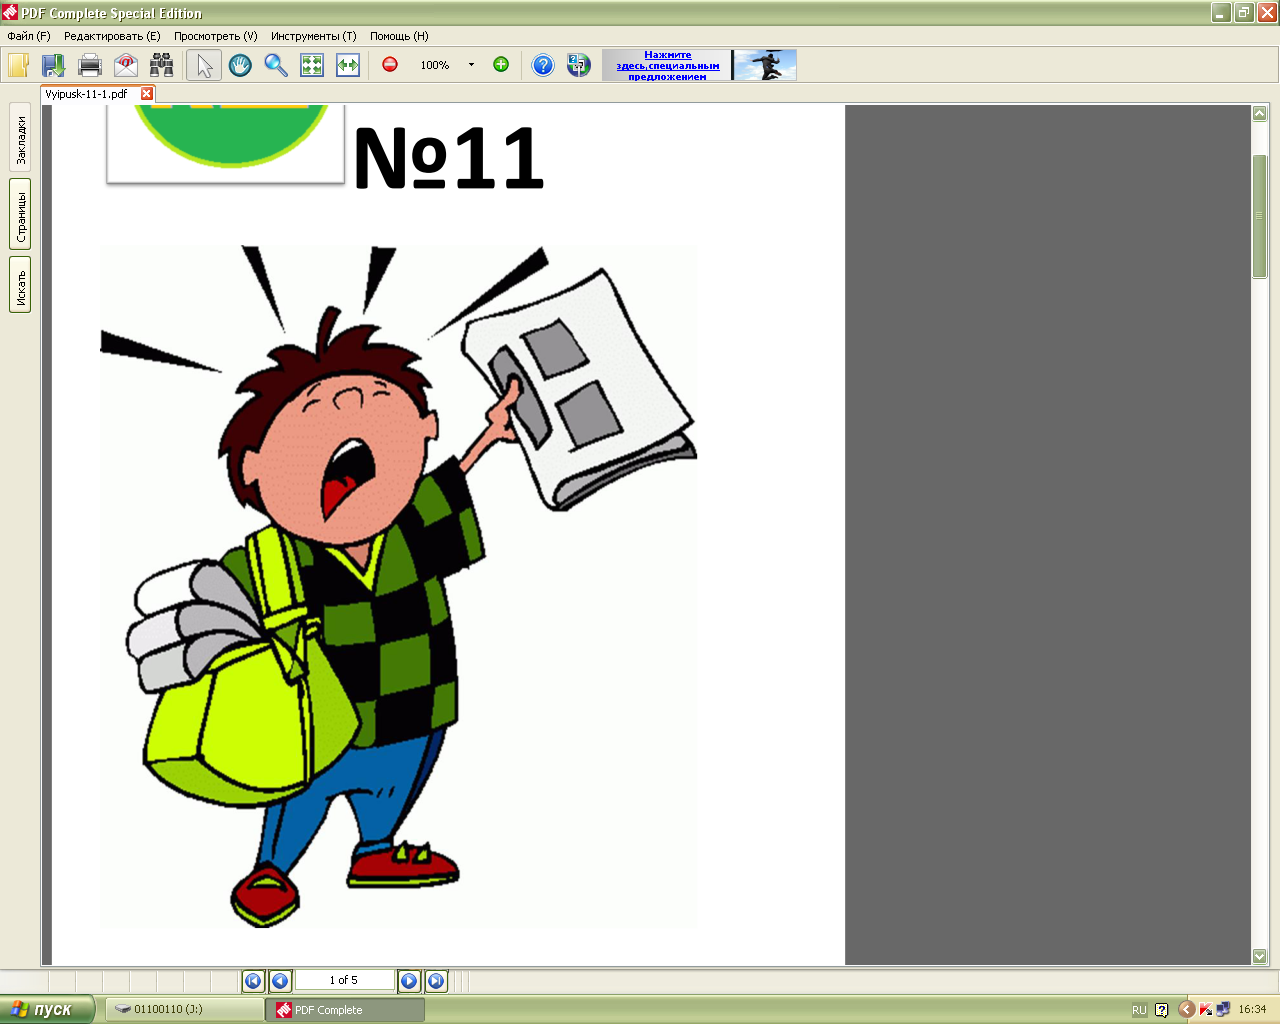 PDF Complete Special Edition
Файл (F) Редактировать (E) Просмотреть (V) Инструменты (T) Помощь (H)
100%
Нажмите
здесь,специальным
предложением
Vyipusk-11-1.pdf
Закладки
Страницы
Искать
№11
1 of 5
пуск
01100110 (J:)
PDF Complete
RU
16:34